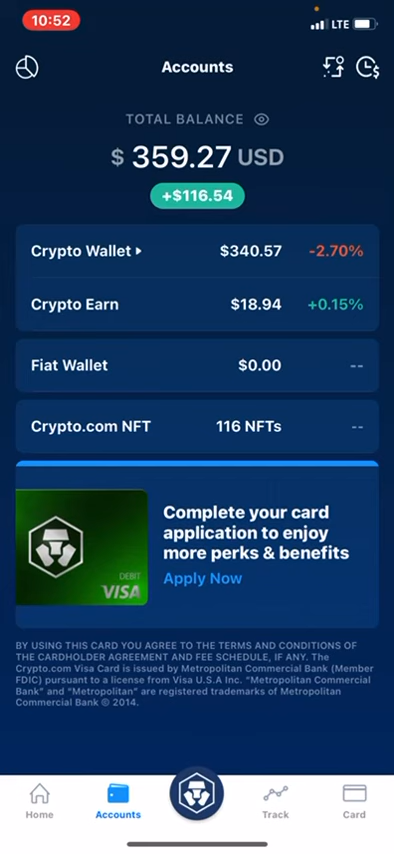 10:52
LTE
Accounts
TOTAL BALANCE
$ 359.27 USD
+$116.54
Crypto Wallet $340.57 -2.70%
Crypto Earn $18.94 +0.15%
Fiat Wallet $0.00 --
Crypto.com NFT 116 NFTs --
Complete your card
application to enjoy
more perks & benefits
Apply Now
DEBIT
VISA
BY USING THIS CARD YOU AGREE TO THE TERMS AND CONDITIONS OF
THE CARDHOLDER AGREEMENT AND FEE SCHEDULE, IF ANY. The
Crypto.com Visa Card is issued by Metropolitan Commercial Bank (Member
FDIC) pursuant to a license from Visa U.S.A Inc. "Metropolitan Commercial
Bank" and "Metropolitan" are registered trademarks of Metropolitan
Commercial Bank © 2014.
Home Accounts Track Card